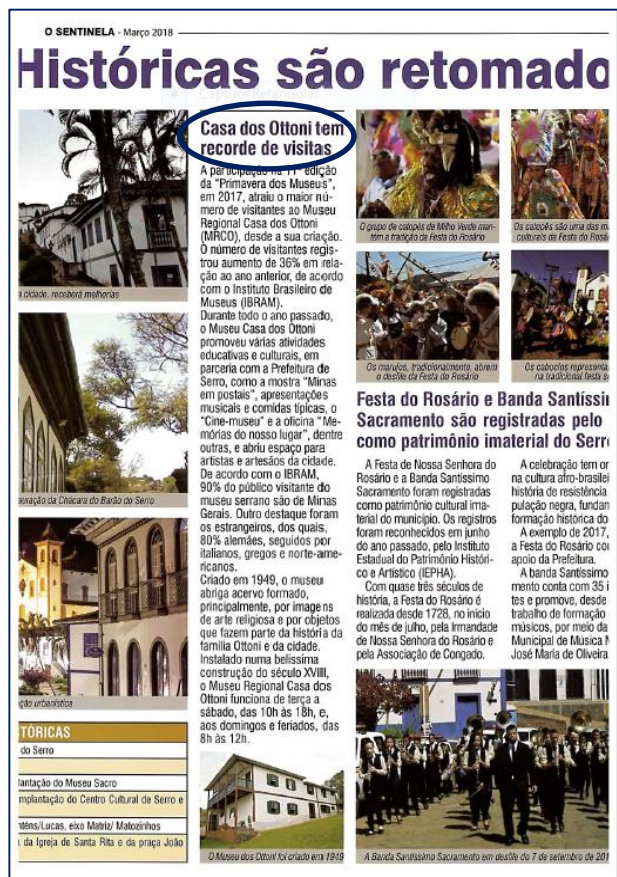 O SENTINELA - Março 2018
Históricas são retomado
Casa dos Ottoni tem
recorde de visitas
A participação na 11ª edição
da "Primavera dos Museus",
em 2017, atraiu o maior nú-
mero de visitantes ao Museu
Regional Casa dos Ottoni
(MRCO), desde a sua criação.
O número de visitantes regis-
trou aumento de 36% em rela-
ção ao ano anterior, de acordo
com o Instituto Brasileiro de
Museus (IBRAM).
Durante todo o ano passado,
o Museu Casa dos Ottoni
promoveu várias atividades
educativas e culturais, em
parceria com a Prefeitura de
Serro, como a mostra "Minas
em postais", apresentações
musicais e comidas típicas, o
"Cine-museu" e a oficina "Me-
mórias do nosso lugar", dentre
outras, e abriu espaço para
artistas e artesãos da cidade.
De acordo com o IBRAM,
90% do público visitante do
museu serrano são de Minas
Gerais. Outro destaque foram
os estrangeiros, dos quais,
80% alemães, seguidos por
italianos, gregos e norte-ame-
ricanos.
Criado em 1949, o museu
abriga acervo formado,
principalmente, por imagens
de arte religiosa e por objetos
que fazem parte da história da
família Ottoni e da cidade.
Instalado numa belíssima
construção do século XVIII,
o Museu Regional Casa dos
Ottoni funciona de terça a
sábado, das 10h às 18h, e,
aos domingos e feriados, das
8h às 12h.
O Museu dos Ottoni foi criado em 1949
a cidade, receberá melhorias
auração da Chácara do Barão do Serro
ção urbanística
TÓRICAS
do Serro
lantação do Museu Sacro
mplantação do Centro Cultural de Serro e
nténs/Lucas, eixo Matriz/ Matozinhos
da Igreja de Santa Rita e da praça João
O grupo de catopés de Milho Verde man-
tém a tradição da Festa do Rosário
Os catopés são uma das m
culturais da Festa do Rosá
Os marujos, tradicionalmente, abrem
o desfile da Festa do Rosário
Os caboclos representa
na tradicional festa s
Festa do Rosário e Banda Santíssi
Sacramento são registradas pelo
como patrimônio imaterial do Serr
A Festa de Nossa Senhora do
Rosário e a Banda Santíssimo
Sacramento foram registradas
como patrimônio cultural ima-
terial do município. Os registros
foram reconhecidos em junho
do ano passado, pelo Instituto
Estadual do Patrimônio Históri-
co e Artístico (IEPHA).
Com quase três séculos de
história, a Festa do Rosário é
realizada desde 1728, no início
do mês de julho, pela Irmandade
de Nossa Senhora do Rosário e
pela Associação de Congado.
A celebração tem or
na cultura afro-brasilei
história de resistência
pulação negra, fundan
formação histórica do
A exemplo de 2017,
a Festa do Rosário co
apoio da Prefeitura.
A banda Santíssimo
mento conta com 35 i
tes e promove, desde
trabalho de formação
músicos, por meio da
Municipal de Música
José Maria de Oliveira
A Banda Santíssimo Sacramento em desfile do 7 de setembro de 201